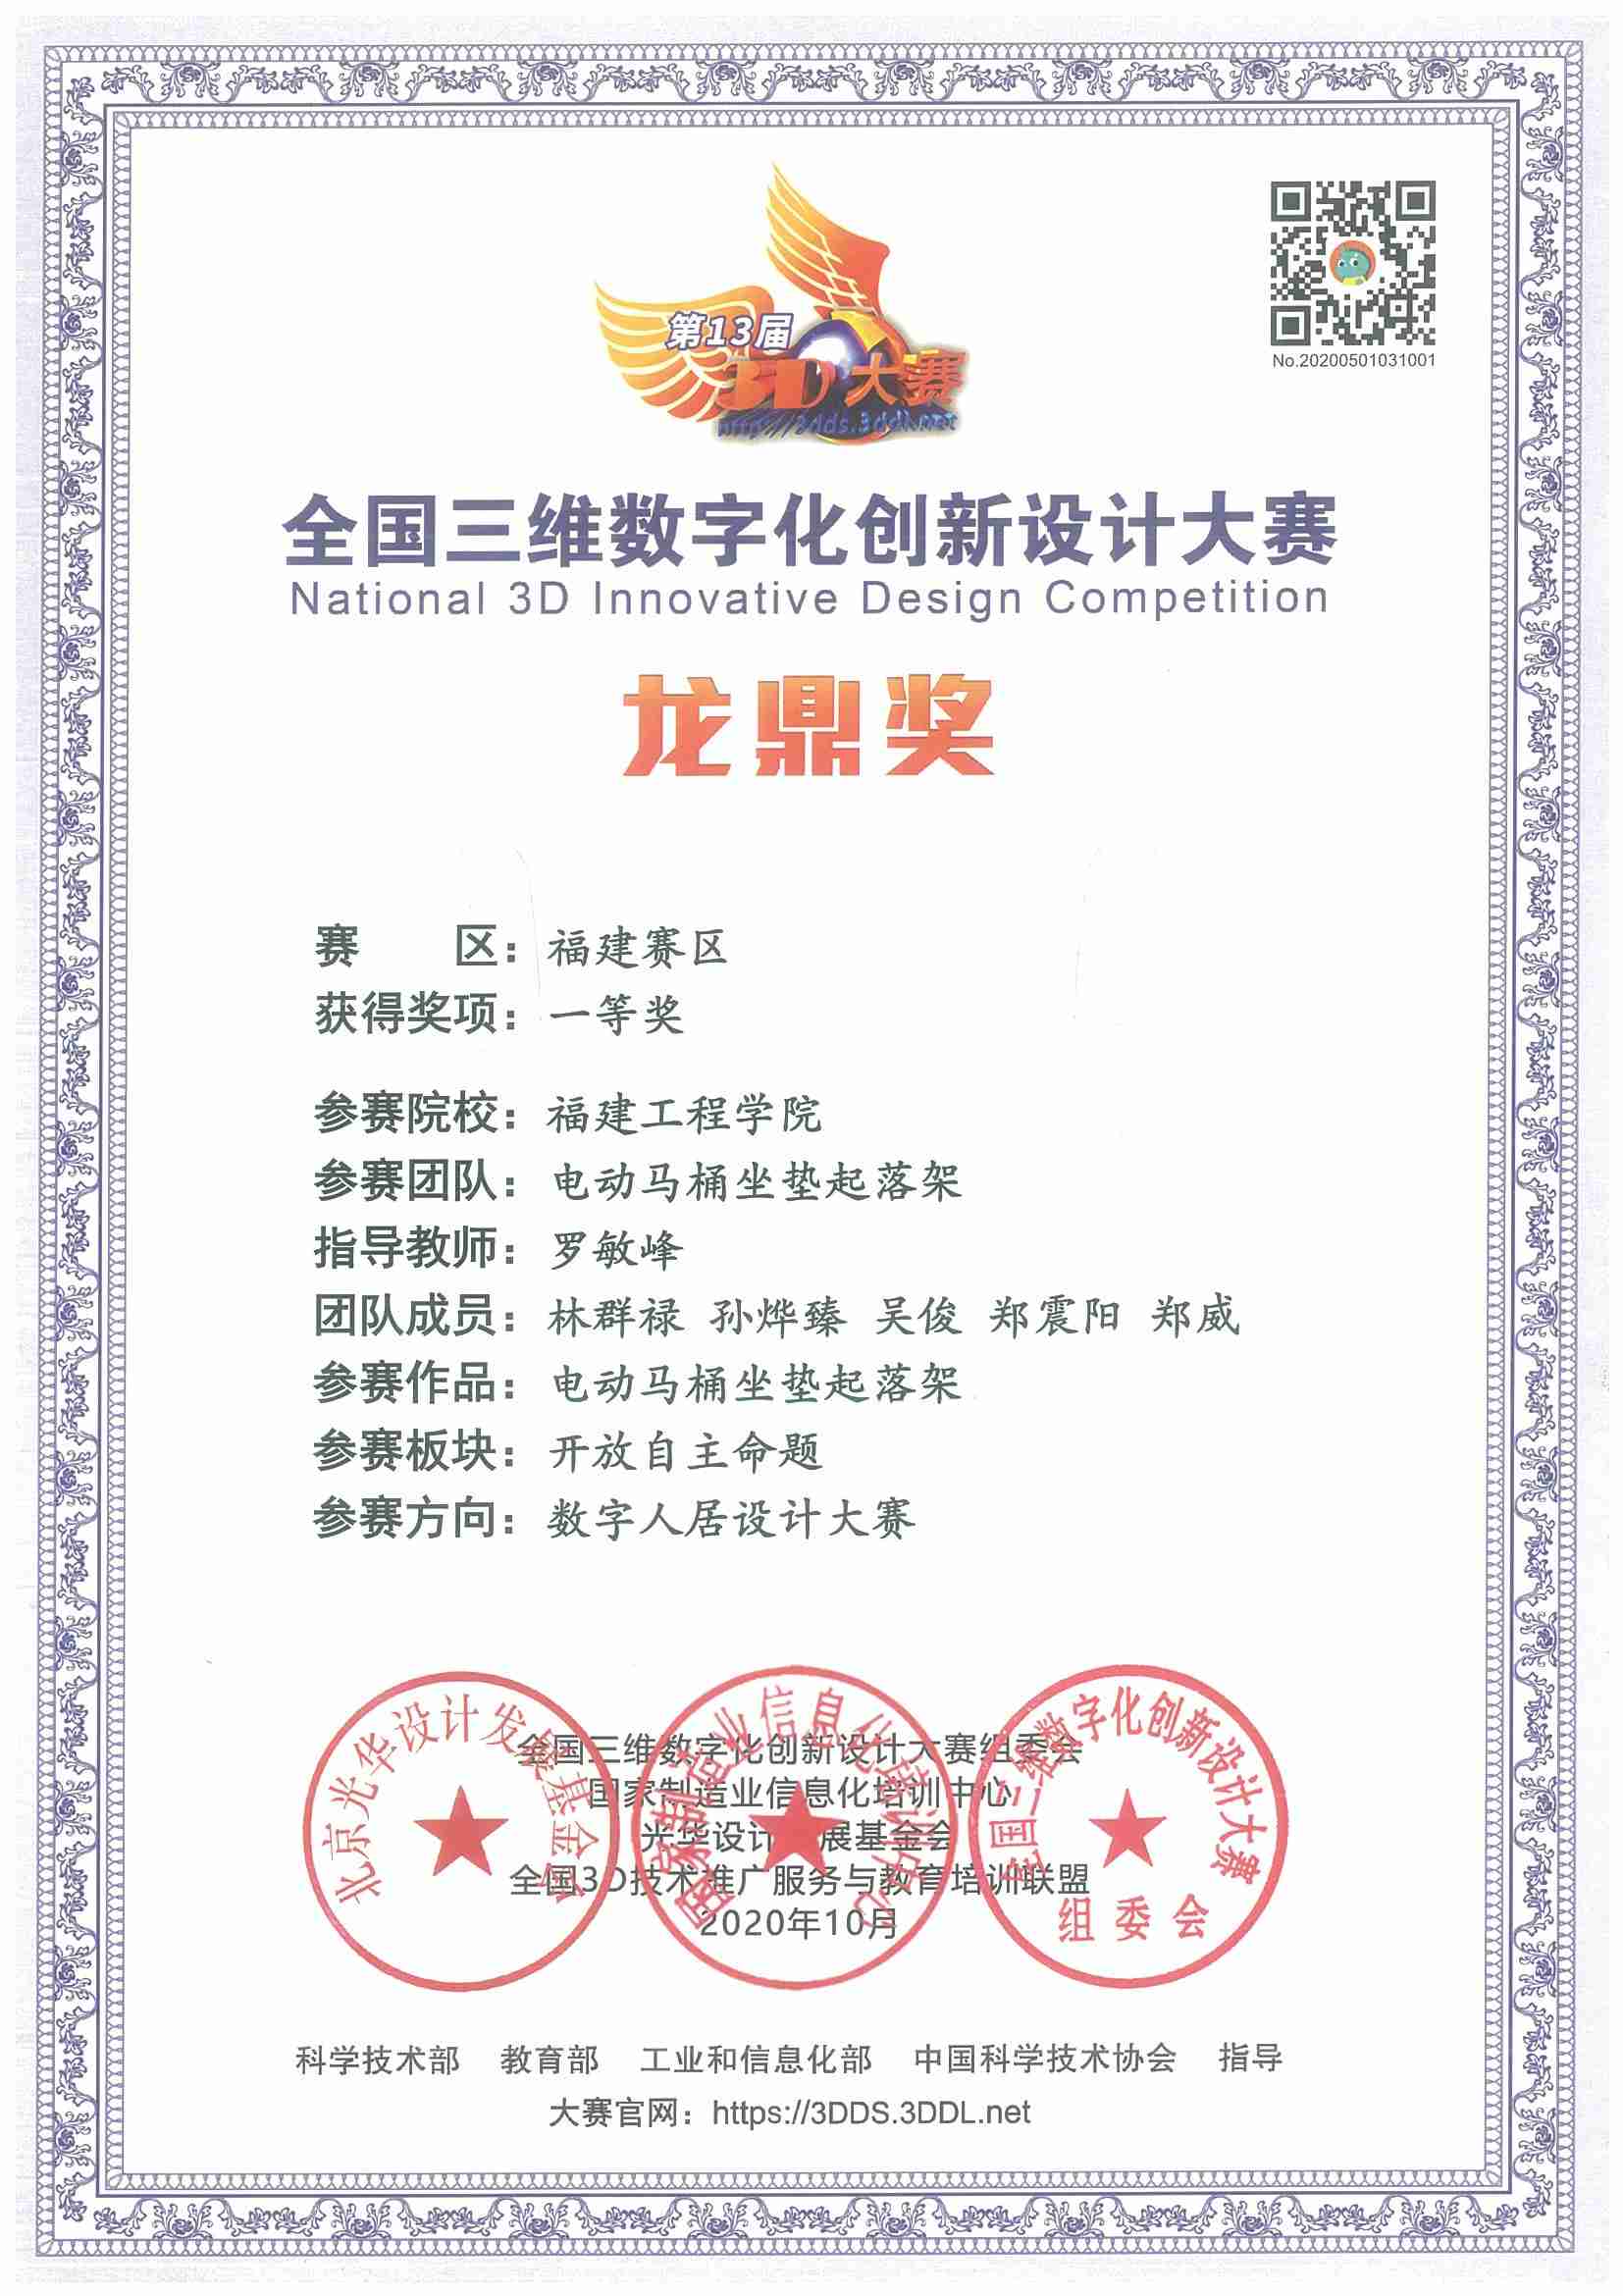 第13届
3D大赛
http://3dds.3ddl.net
No.20200501031001
全国三维数字化创新设计大赛
National 3D Innovative Design Competition
龙鼎奖
赛 区：福建赛区
获得奖项：一等奖
参赛院校：福建工程学院
参赛团队：电动马桶坐垫起落架
指导教师：罗敏峰
团队成员：林群禄 孙烨臻 吴俊 郑震阳 郑威
参赛作品：电动马桶坐垫起落架
参赛板块：开放自主命题
参赛方向：数字人居设计大赛
北京光华设计发展基金会
国家制造业信息化培训中心
全国三维数字化创新设计大赛
组委会
全国三维数字化创新设计大赛组委会
国家制造业信息化培训中心
光华设计发展基金会
全国3D技术推广服务与教育培训联盟
2020年10月
科学技术部 教育部 工业和信息化部 中国科学技术协会 指导
大赛官网：https://3DDS.3DDL.net